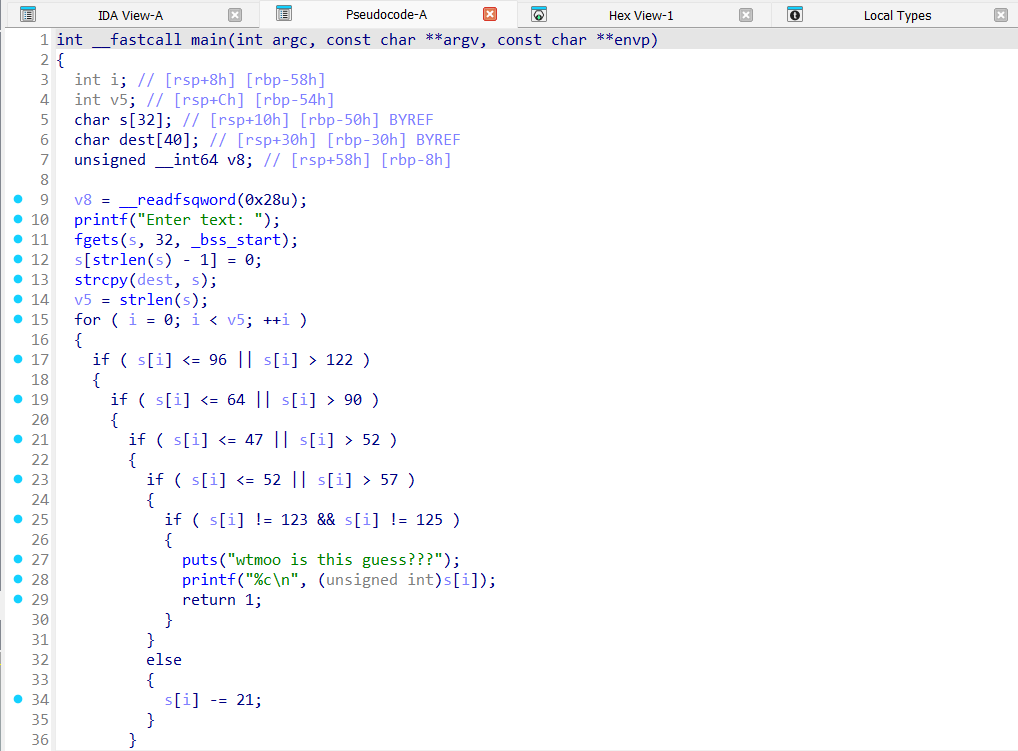 IDA View-A Pseudocode-A Hex View-1 Local Types
1 int __fastcall main(int argc, const char **argv, const char **envp)
2 {
3   int i; // [rsp+8h] [rbp-58h]
4   int v5; // [rsp+Ch] [rbp-54h]
5   char s[32]; // [rsp+10h] [rbp-50h] BYREF
6   char dest[40]; // [rsp+30h] [rbp-30h] BYREF
7   unsigned __int64 v8; // [rsp+58h] [rbp-8h]
8
9   v8 = __readfsqword(0x28u);
10   printf("Enter text: ");
11   fgets(s, 32, _bss_start);
12   s[strlen(s) - 1] = 0;
13   strcpy(dest, s);
14   v5 = strlen(s);
15   for ( i = 0; i < v5; ++i )
16   {
17     if ( s[i] <= 96 || s[i] > 122 )
18     {
19       if ( s[i] <= 64 || s[i] > 90 )
20       {
21         if ( s[i] <= 47 || s[i] > 52 )
22         {
23           if ( s[i] <= 52 || s[i] > 57 )
24           {
25             if ( s[i] != 123 && s[i] != 125 )
26             {
27               puts("wtmoo is this guess???");
28               printf("%c\n", (unsigned int)s[i]);
29               return 1;
30             }
31           }
32           else
33           {
34             s[i] -= 21;
35           }
36         }